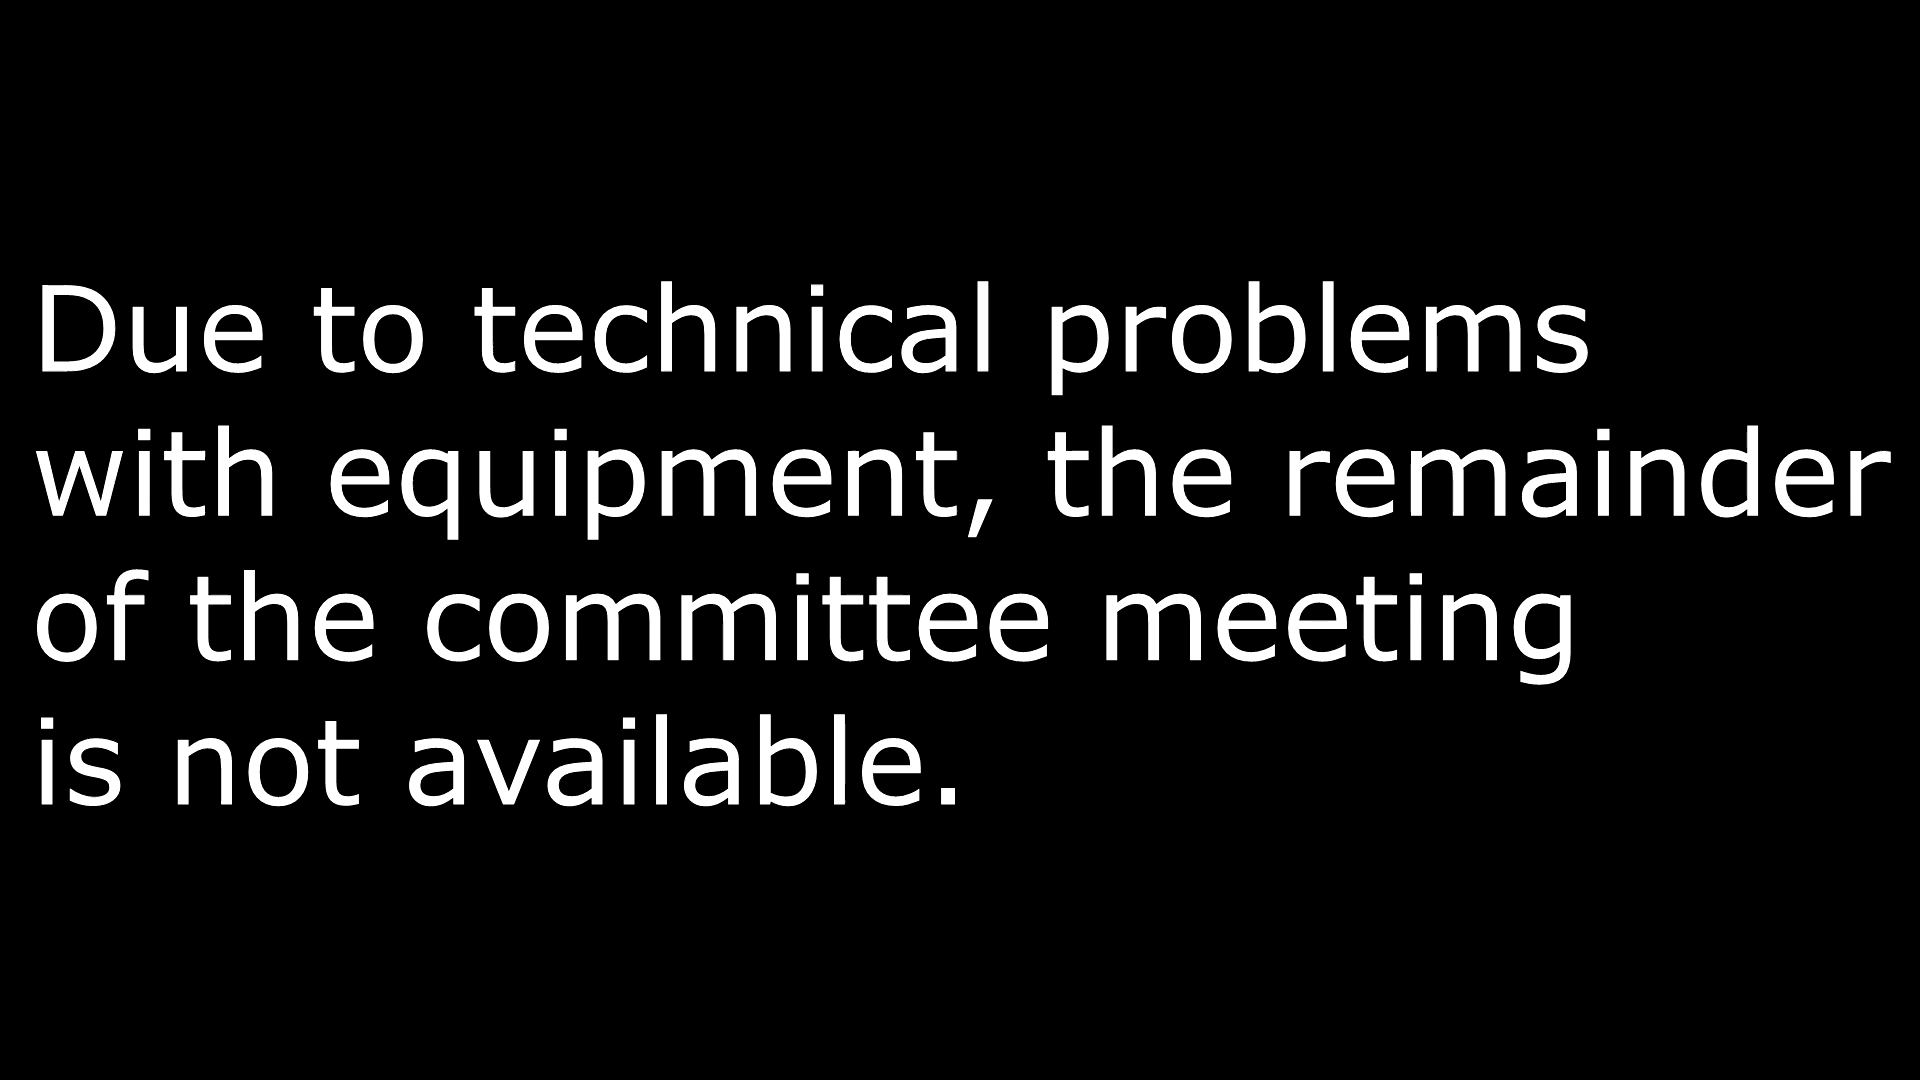 Due to technical problems
with equipment, the remainder
of the committee meeting
is not available.